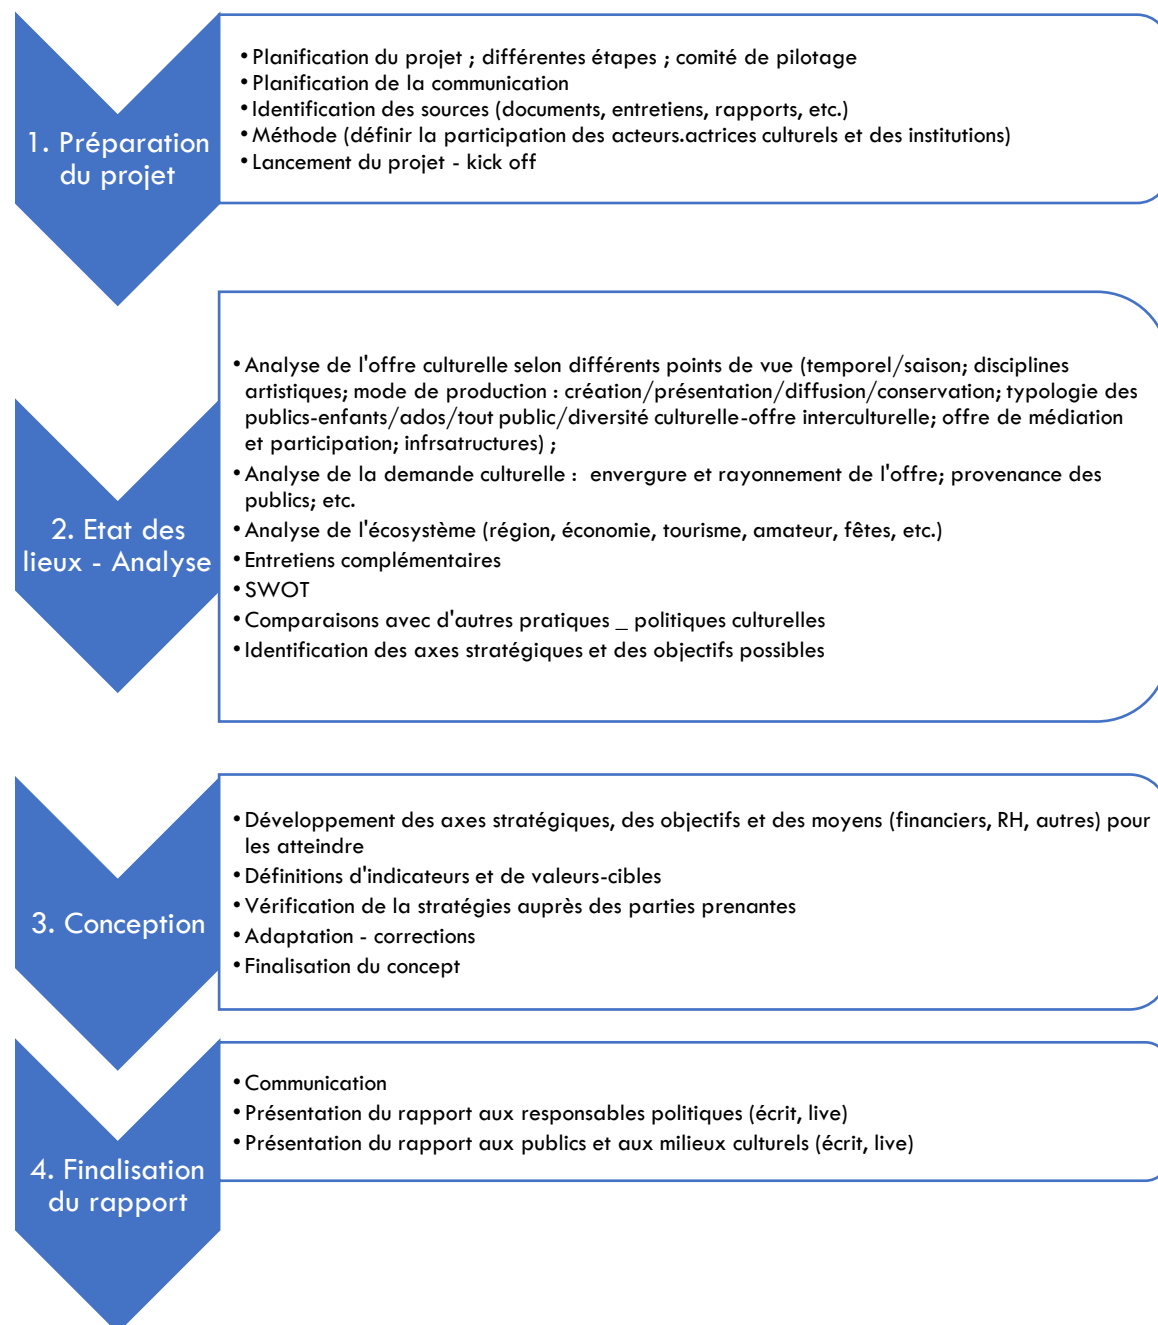 1. Préparation
du projet
• Planification du projet ; différentes étapes ; comité de pilotage
• Planification de la communication
• Identification des sources (documents, entretiens, rapports, etc.)
• Méthode (définir la participation des acteurs.actrices culturels et des institutions)
• Lancement du projet - kick off
2. Etat des
lieux - Analyse
• Analyse de l'offre culturelle selon différents points de vue (temporel/saison; disciplines
artistiques; mode de production : création/présentation/diffusion/conservation; typologie des
publics-enfants/ados/tout public/diversité culturelle-offre interculturelle; offre de médiation
et participation; infrsatructures) ;
• Analyse de la demande culturelle : envergure et rayonnement de l'offre; provenance des
publics; etc.
• Analyse de l'écosystème (région, économie, tourisme, amateur, fêtes, etc.)
• Entretiens complémentaires
• SWOT
• Comparaisons avec d'autres pratiques _ politiques culturelles
• Identification des axes stratégiques et des objectifs possibles
3. Conception
• Développement des axes stratégiques, des objectifs et des moyens (financiers, RH, autres) pour
les atteindre
• Définitions d'indicateurs et de valeurs-cibles
• Vérification de la stratégies auprès des parties prenantes
• Adaptation - corrections
• Finalisation du concept
4. Finalisation
du rapport
• Communication
• Présentation du rapport aux responsables politiques (écrit, live)
• Présentation du rapport aux publics et aux milieux culturels (écrit, live)